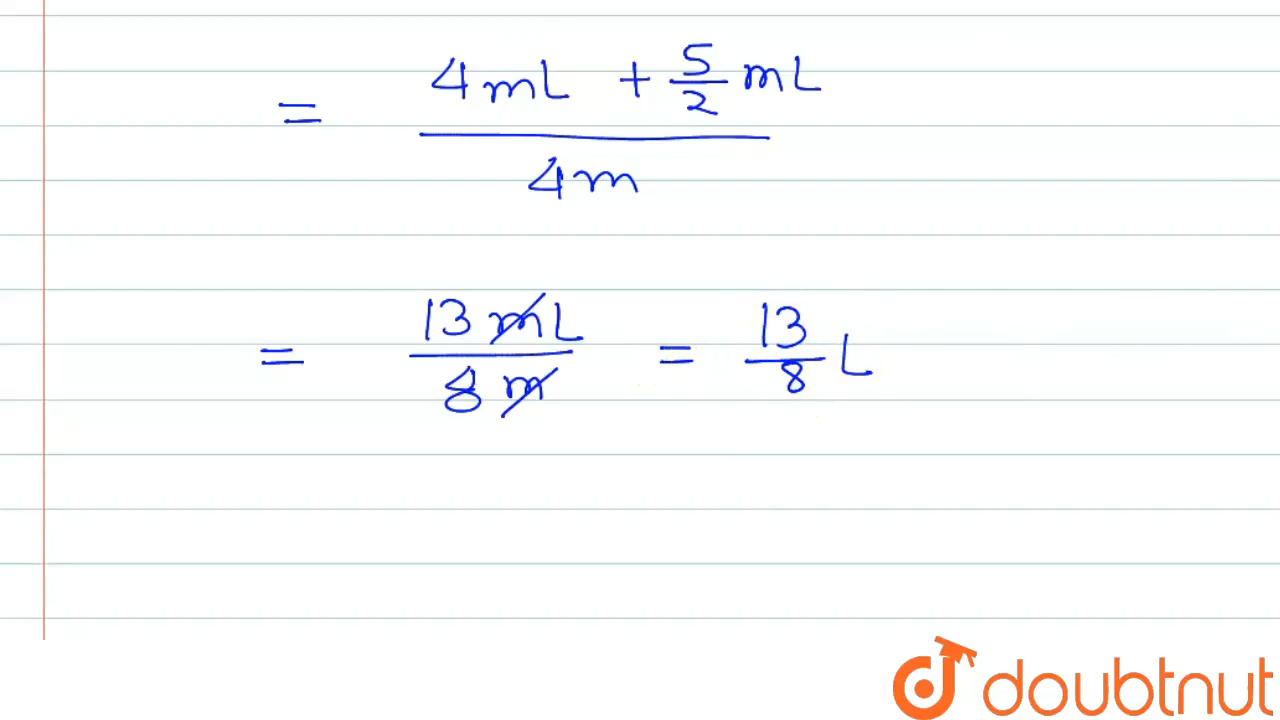 = (4mL + 5/2 mL) / 4m
= 13 mL / 8 m = 13/8 L
doubtnut